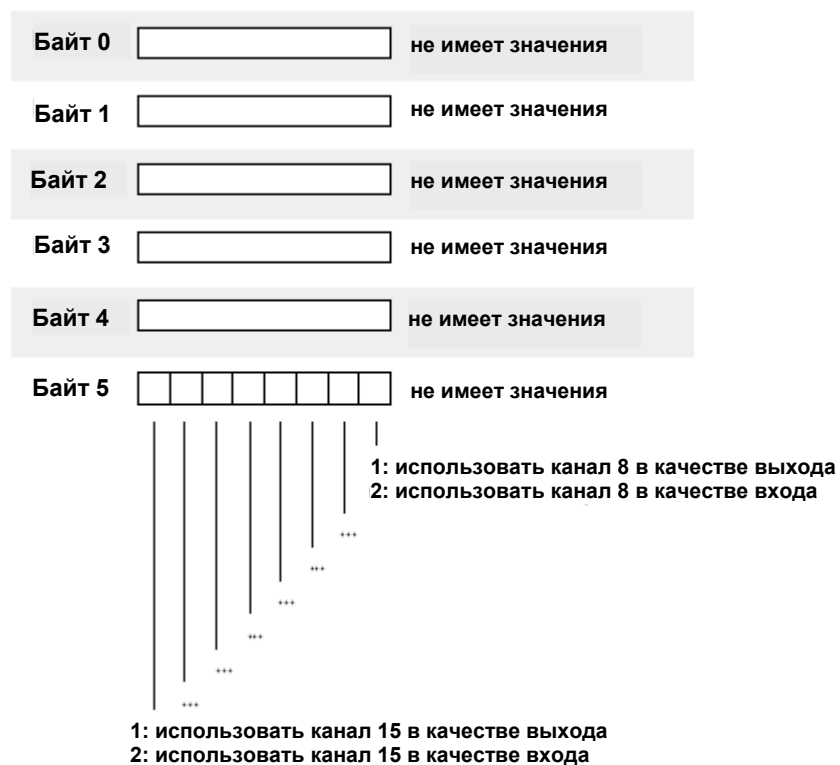 Байт 0 не имеет значения
Байт 1 не имеет значения
Байт 2 не имеет значения
Байт 3 не имеет значения
Байт 4 не имеет значения
Байт 5 не имеет значения
1: использовать канал 8 в качестве выхода
2: использовать канал 8 в качестве входа
+++
+++
+++
+++
+++
+++
1: использовать канал 15 в качестве выхода
2: использовать канал 15 в качестве входа